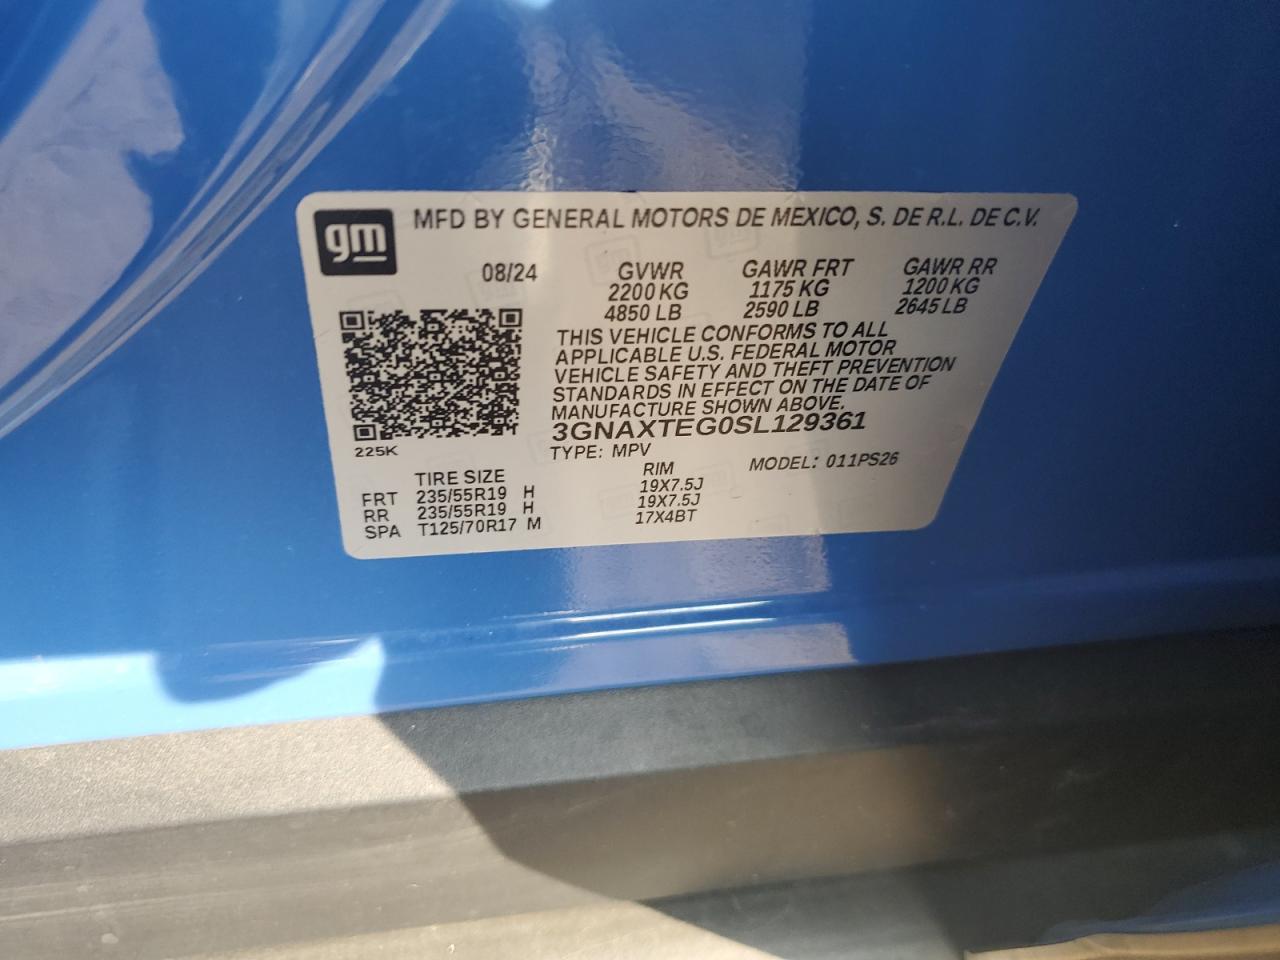 gm
MFD BY GENERAL MOTORS DE MEXICO, S. DE R.L. DE C.V.
08/24 GVWR GAWR FRT GAWR RR
2200 KG 1175 KG 1200 KG
4850 LB 2590 LB 2645 LB
THIS VEHICLE CONFORMS TO ALL
APPLICABLE U.S. FEDERAL MOTOR
VEHICLE SAFETY AND THEFT PREVENTION
STANDARDS IN EFFECT ON THE DATE OF
MANUFACTURE SHOWN ABOVE.
3GNAXTEG0SL129361
225K
TYPE: MPV MODEL: 011PS26
TIRE SIZE RIM
FRT 235/55R19 H 19X7.5J
RR 235/55R19 H 19X7.5J
SPA T125/70R17 M 17X4BT